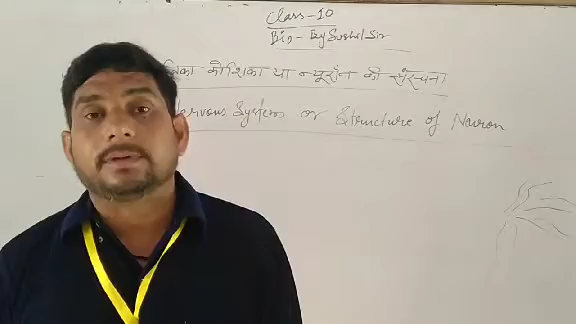 Class-10
Bio- By Sushil Sir
कोशिका या न्यूरॉन की संरचना
Nervous System or Structure of Neuron